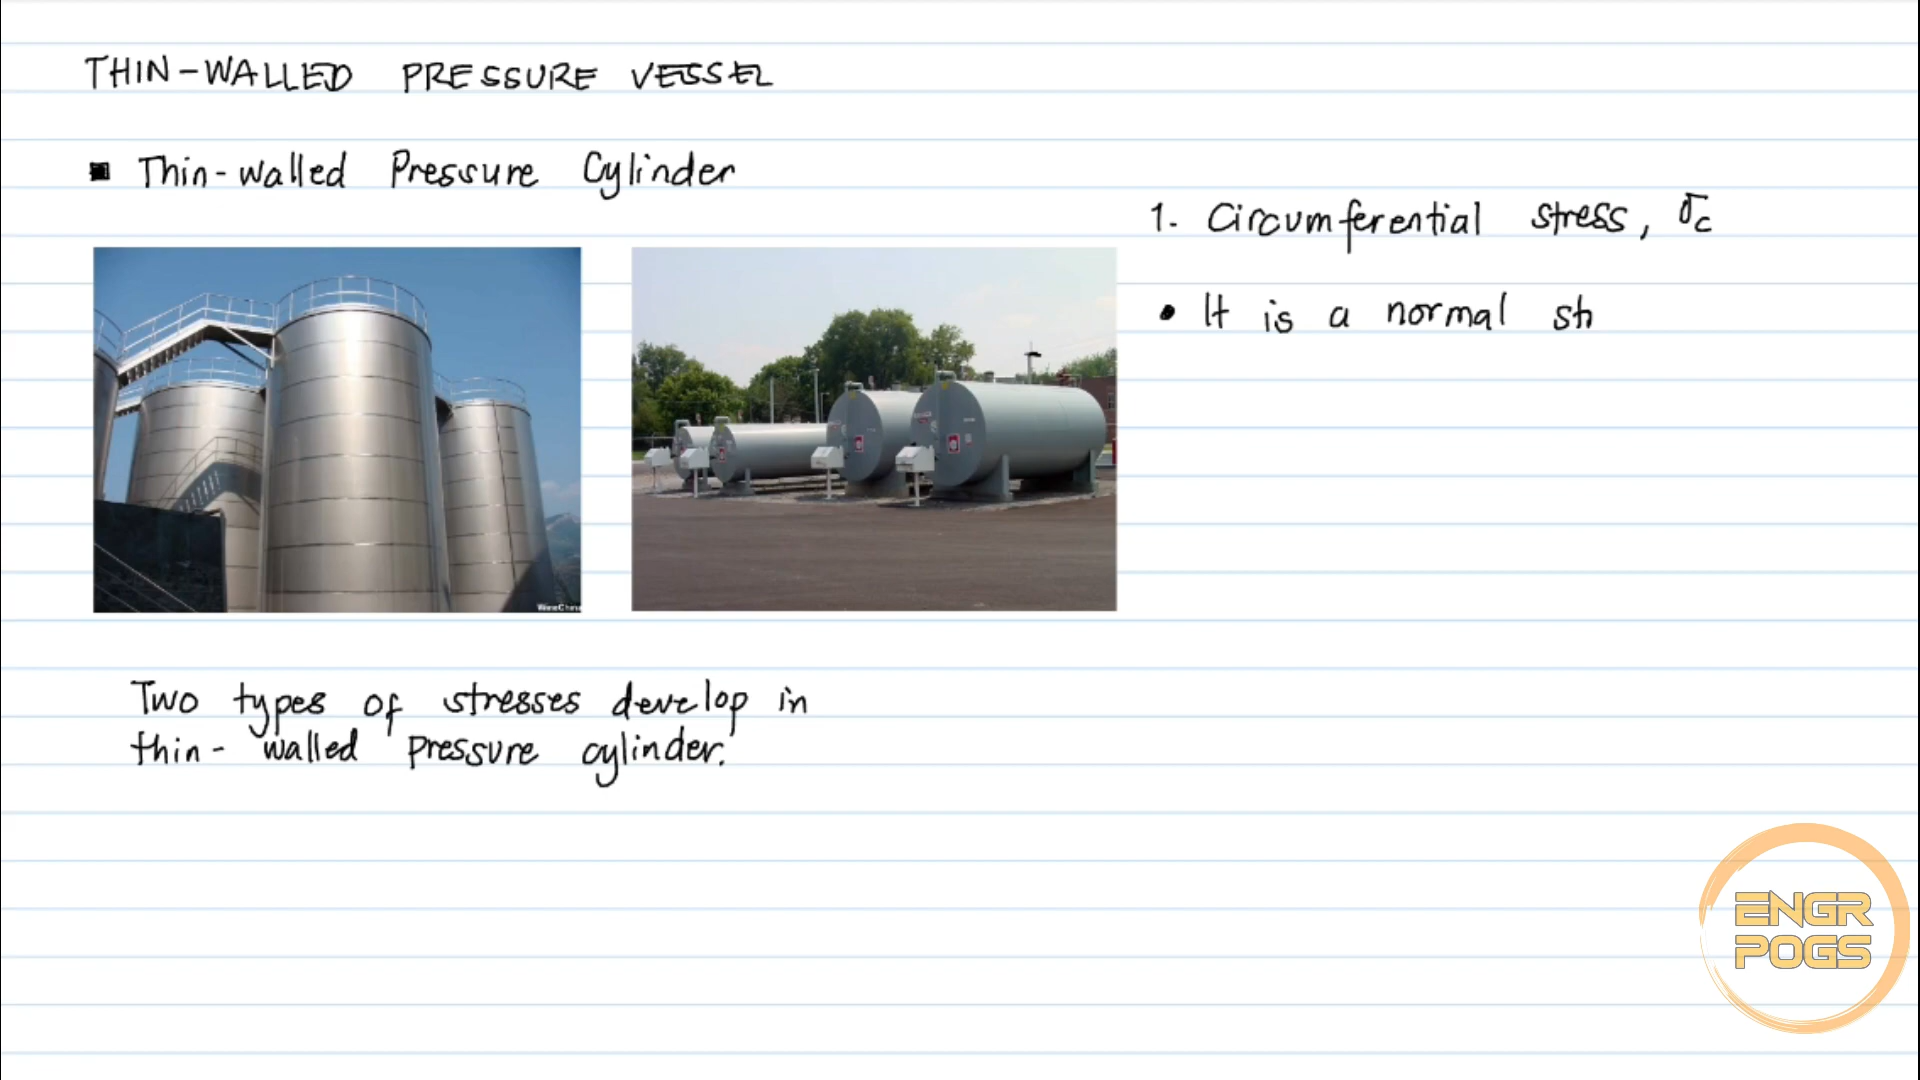 THIN-WALLED PRESSURE VESSEL
Thin-walled Pressure Cylinder
1. Circumferential stress, σc
• It is a normal st
Two types of stresses develop in
thin-walled pressure cylinder.
ENGR
POGS